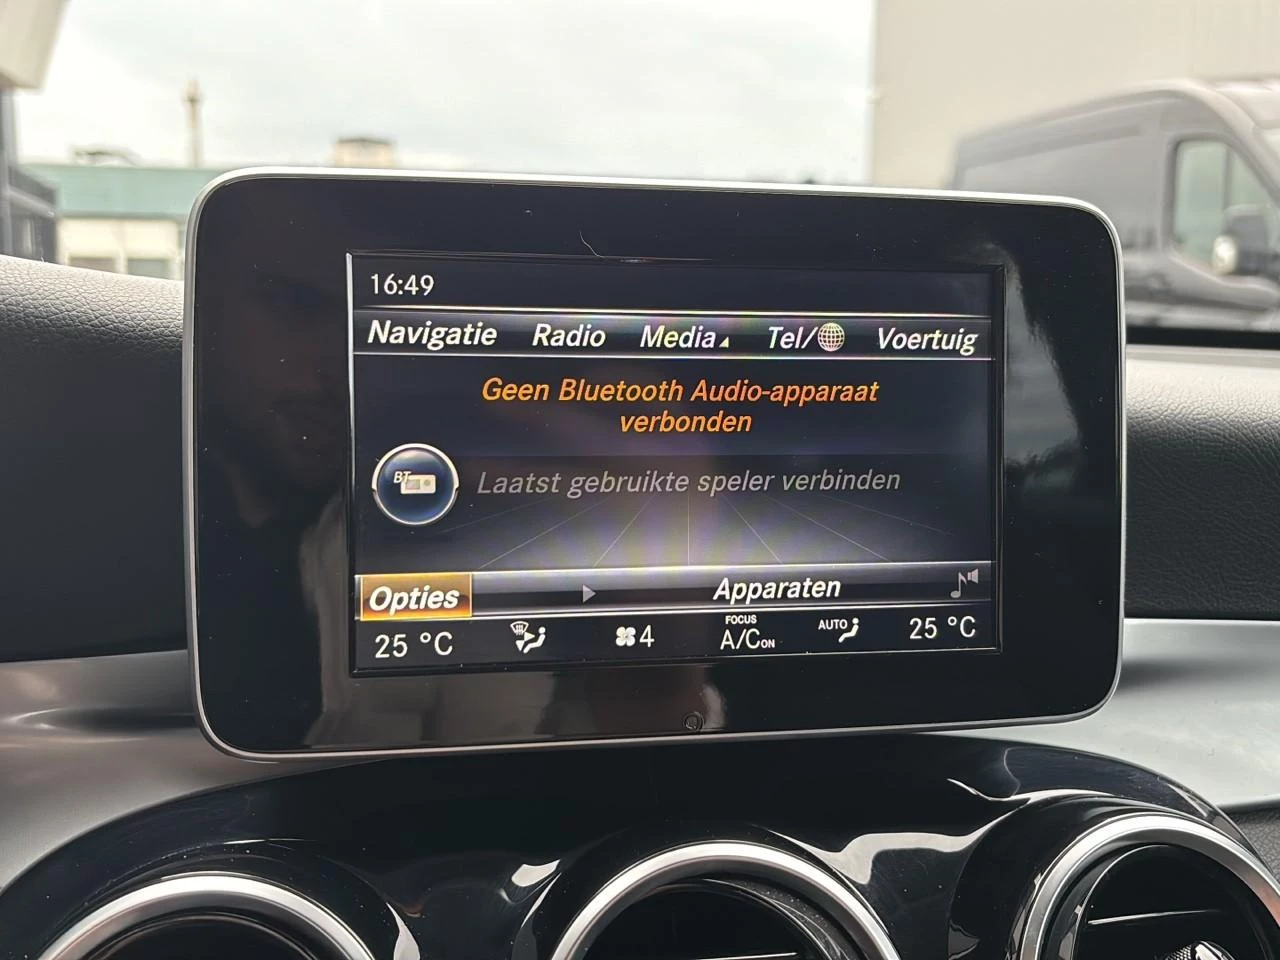 16:49
Navigatie Radio Media Tel/ Voertuig
Geen Bluetooth Audio-apparaat
verbonden
BT
Laatst gebruikte speler verbinden
Opties Apparaten
25 °C 4 FOCUS A/C ON AUTO 25 °C